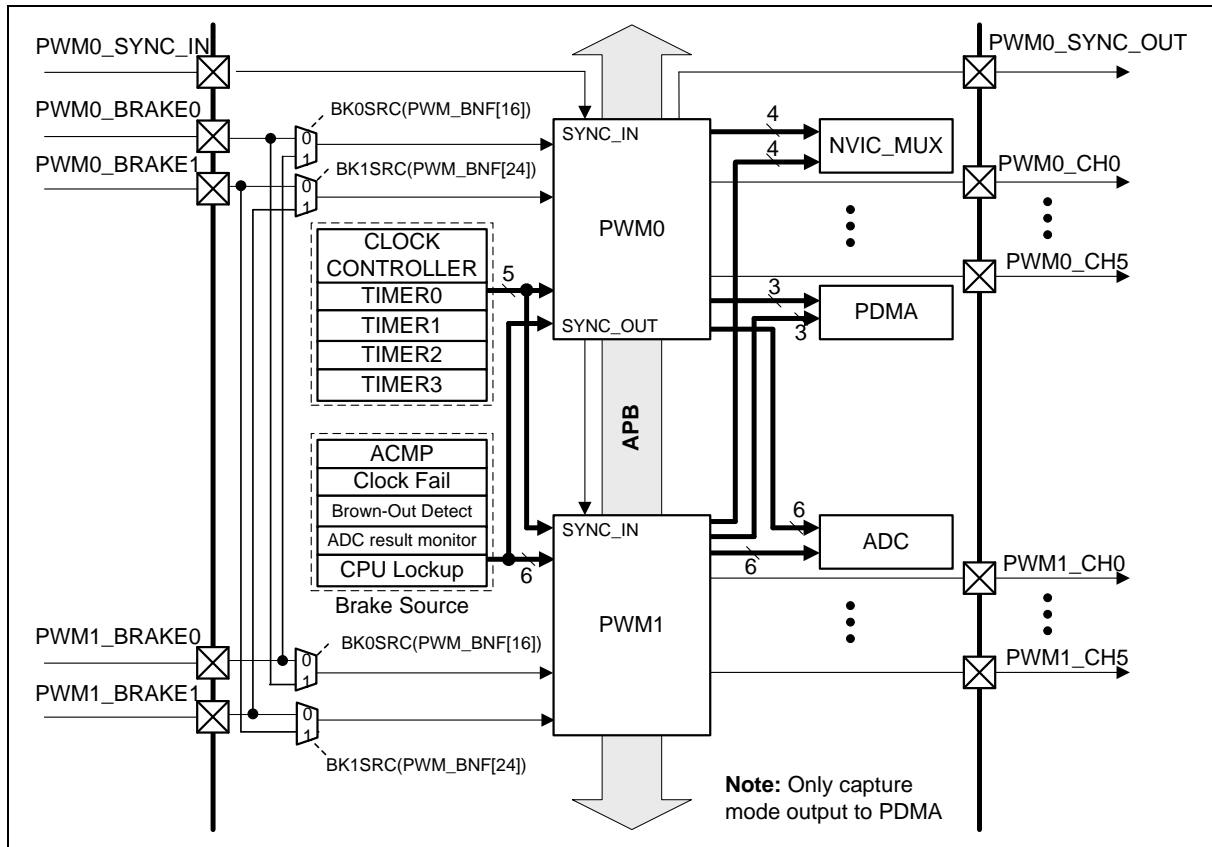 PWM0_SYNC_IN
PWM0_SYNC_OUT
PWM0_BRAKE0
BK0SRC(PWM_BNF[16])
0
1
SYNC_IN
4
4
NVIC_MUX
PWM0_CH0
PWM0_BRAKE1
BK1SRC(PWM_BNF[24])
0
1
PWM0
CLOCK
CONTROLLER
TIMER0
TIMER1
TIMER2
TIMER3
5
SYNC_OUT
3
3
PDMA
PWM0_CH5
APB
ACMP
Clock Fail
Brown-Out Detect
ADC result monitor
CPU Lockup
Brake Source
6
SYNC_IN
6
6
ADC
PWM1_CH0
PWM1
PWM1_BRAKE0
BK0SRC(PWM_BNF[16])
0
1
PWM1_CH5
PWM1_BRAKE1
0
1
BK1SRC(PWM_BNF[24])
Note: Only capture
mode output to PDMA